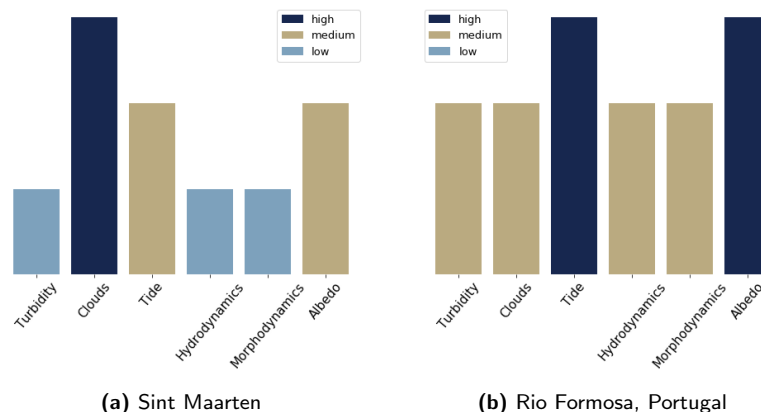 high
medium
low
Turbidity
Clouds
Tide
Hydrodynamics
Morphodynamics
Albedo
(a) Sint Maarten
high
medium
low
Turbidity
Clouds
Tide
Hydrodynamics
Morphodynamics
Albedo
(b) Rio Formosa, Portugal